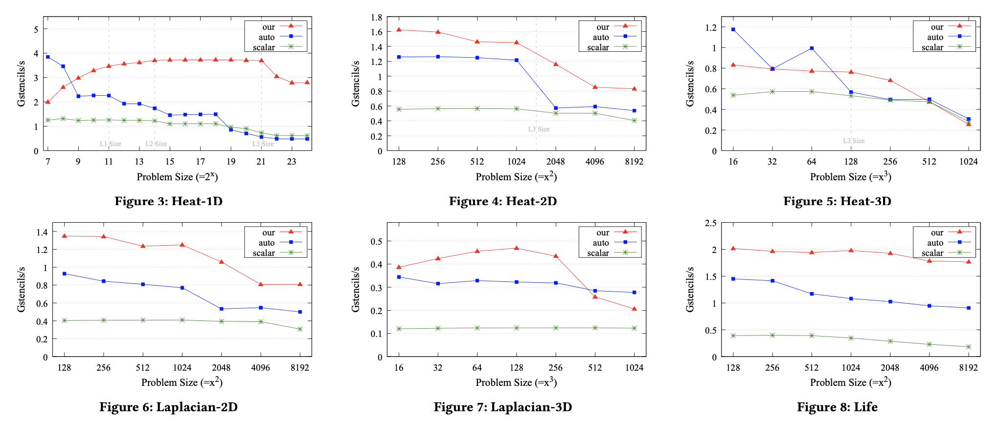 Gstencils/s
5
4
3
2
1
0
our
auto
scalar
L1 Size
L2 Size
L3 Size
7 9 11 13 15 17 19 21 23
Problem Size (=2^x)
Figure 3: Heat-1D
Gstencils/s
1.8
1.6
1.4
1.2
1
0.8
0.6
0.4
0.2
0
our
auto
scalar
L3 Size
128 256 512 1024 2048 4096 8192
Problem Size (=x^2)
Figure 4: Heat-2D
Gstencils/s
1.2
1
0.8
0.6
0.4
0.2
0
our
auto
scalar
L3 Size
16 32 64 128 256 512 1024
Problem Size (=x^3)
Figure 5: Heat-3D
Gstencils/s
1.4
1.2
1
0.8
0.6
0.4
0.2
0
our
auto
scalar
128 256 512 1024 2048 4096 8192
Problem Size (=x^2)
Figure 6: Laplacian-2D
Gstencils/s
0.5
0.4
0.3
0.2
0.1
0
our
auto
scalar
16 32 64 128 256 512 1024
Problem Size (=x^3)
Figure 7: Laplacian-3D
Gstencils/s
2.5
2
1.5
1
0.5
0
our
auto
scalar
128 256 512 1024 2048 4096 8192
Problem Size (=x^2)
Figure 8: Life